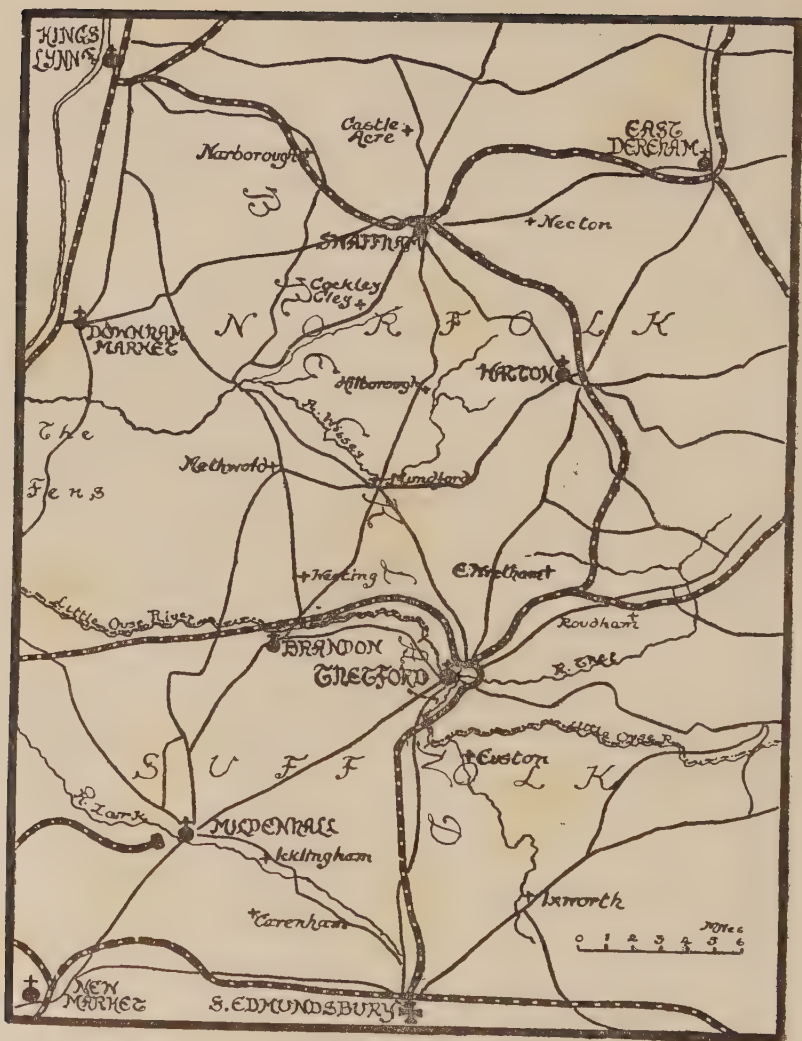 KINGS
LYNN
Castle
Acre
EAST
DEREHAM
Narborough
SWAFFHAM
Necton
Cockley
Cley
NORFOLK
DOWNHAM
MARKET
Hilborough
WATTON
The
Fens
R. Wissey
Methwold
Mundford
BRECKLAND
Weeting
E. Wretham
Little Ouse River
Roudham
BRANDON
THETFORD
R. Thet
Little Ouse R.
Euston
SUFFOLK
R. Lark
MILDENHALL
Icklingham
Ixworth
Cavenham
Miles
0 1 2 3 4 5 6
NEW
MARKET
S. EDMUNDSBURY